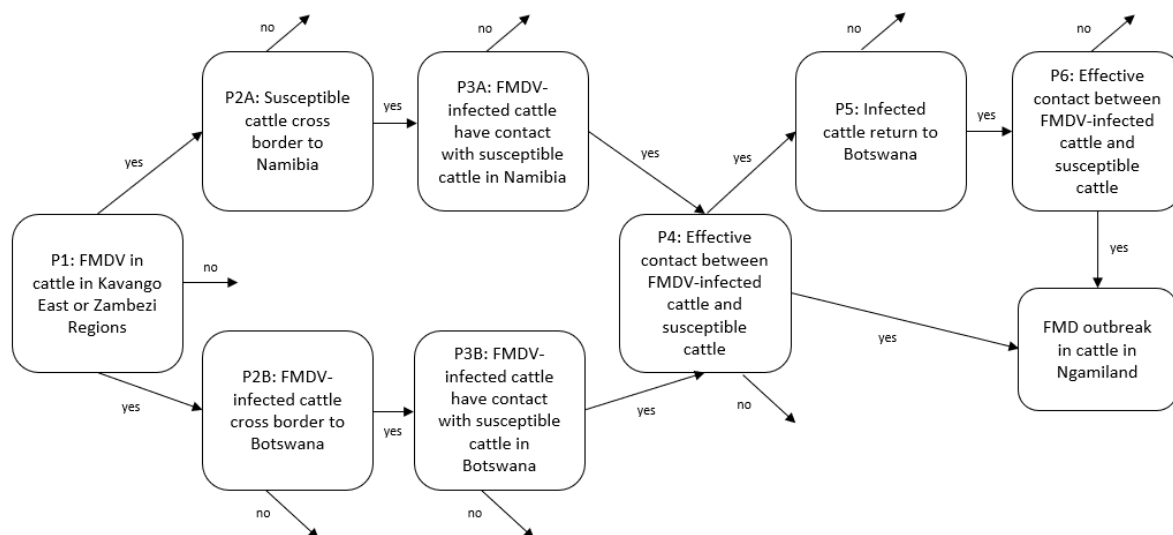 no
no
no
no
P2A: Susceptible
cattle cross
border to
Namibia
yes
P3A: FMDV-
infected cattle
have contact
with susceptible
cattle in Namibia
P5: Infected
cattle return to
Botswana
yes
P6: Effective
contact between
FMDV-infected
cattle and
susceptible
cattle
yes
yes
yes
P1: FMDV in
cattle in Kavango
East or Zambezi
Regions
no
P4: Effective
contact between
FMDV-infected
cattle and
susceptible
cattle
yes
yes
FMD outbreak
in cattle in
Ngamiland
yes
P2B: FMDV-
infected cattle
cross border to
Botswana
yes
P3B: FMDV-
infected cattle
have contact
with susceptible
cattle in
Botswana
yes
no
no
no